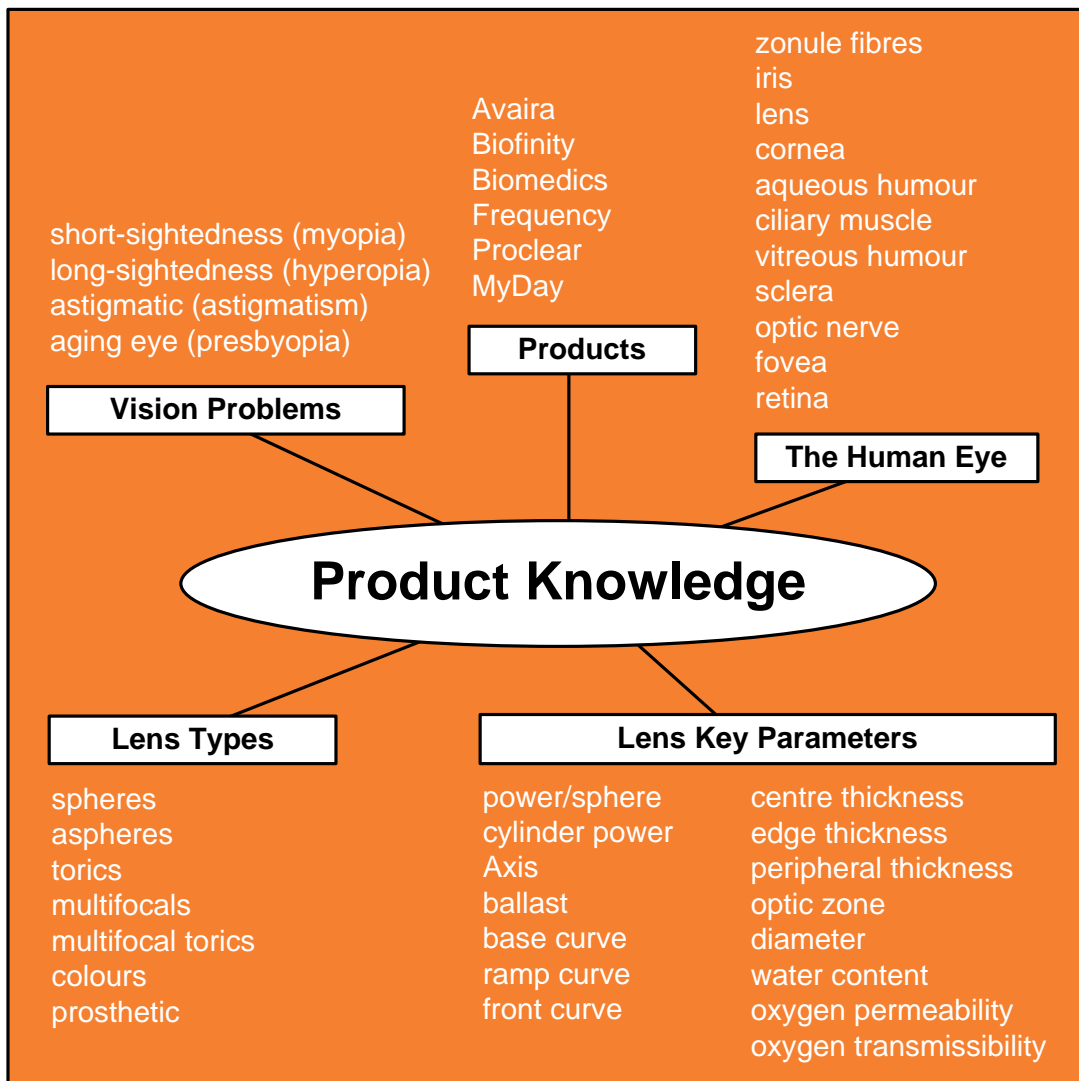 zonule fibres
iris
lens
cornea
aqueous humour
ciliary muscle
vitreous humour
sclera
optic nerve
fovea
retina
The Human Eye
Avaira
Biofinity
Biomedics
Frequency
Proclear
MyDay
Products
short-sightedness (myopia)
long-sightedness (hyperopia)
astigmatic (astigmatism)
aging eye (presbyopia)
Vision Problems
Product Knowledge
Lens Types
spheres
aspheres
torics
multifocals
multifocal torics
colours
prosthetic
Lens Key Parameters
power/sphere
cylinder power
Axis
ballast
base curve
ramp curve
front curve
centre thickness
edge thickness
peripheral thickness
optic zone
diameter
water content
oxygen permeability
oxygen transmissibility